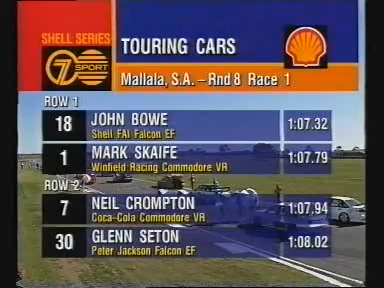 SHELL SERIES
7 SPORT
TOURING CARS
Mallala, S.A. – Rnd 8 Race 1
ROW 1
18 JOHN BOWE 1:07.32
Shell FAI Falcon EF
1 MARK SKAIFE 1:07.79
Winfield Racing Commodore VR
ROW 2
7 NEIL CROMPTON 1:07.94
Coca-Cola Commodore VR
30 GLENN SETON 1:08.02
Peter Jackson Falcon EF